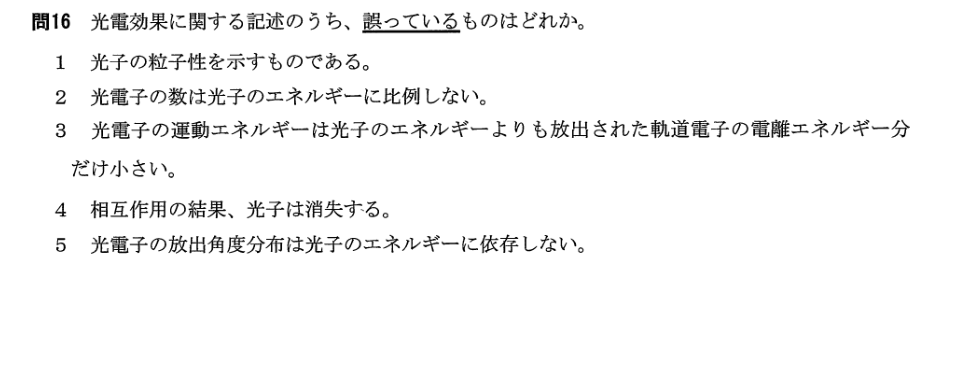 問16　光電効果に関する記述のうち、誤っているものはどれか。
1　光子の粒子性を示すものである。
2　光電子の数は光子のエネルギーに比例しない。
3　光電子の運動エネルギーは光子のエネルギーよりも放出された軌道電子の電離エネルギー分
だけ小さい。
4　相互作用の結果、光子は消失する。
5　光電子の放出角度分布は光子のエネルギーに依存しない。